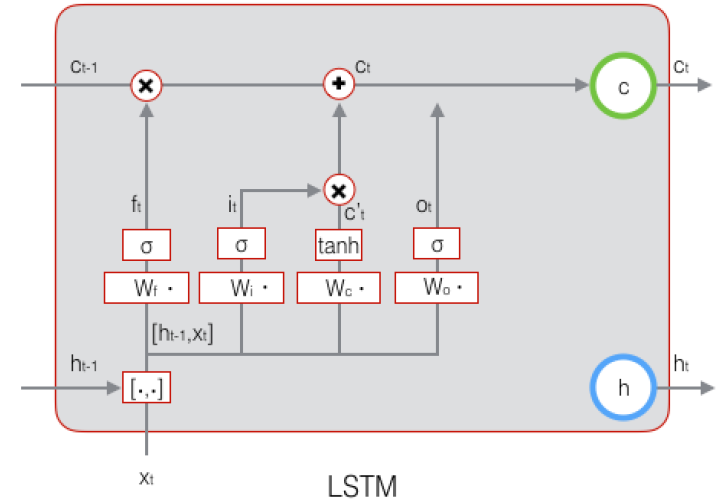 Ct-1
Ct
c
Ct
ft
it
c't
ot
σ
σ
tanh
σ
Wf ·
Wi ·
Wc ·
Wo ·
[ht-1,xt]
ht-1
[.,.]
h
ht
xt
LSTM